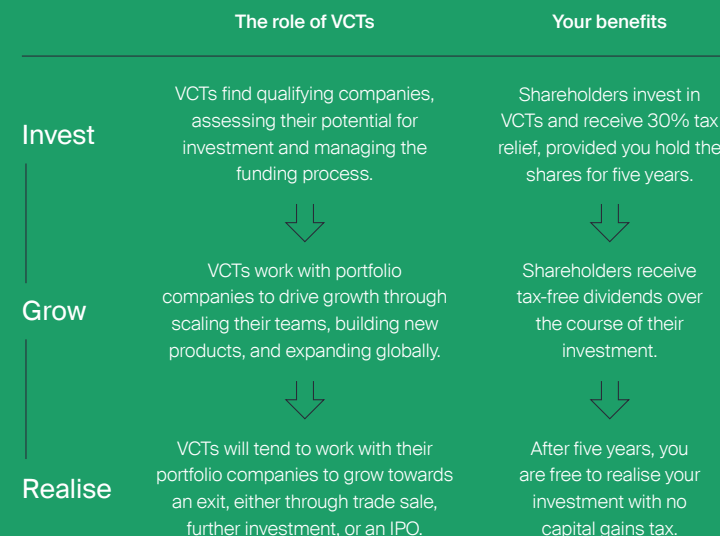 The role of VCTs
Your benefits
Invest
VCTs find qualifying companies,
assessing their potential for
investment and managing the
funding process.
Shareholders invest in
VCTs and receive 30% tax
relief, provided you hold the
shares for five years.
Grow
VCTs work with portfolio
companies to drive growth through
scaling their teams, building new
products, and expanding globally.
Shareholders receive
tax-free dividends over
the course of their
investment.
Realise
VCTs will tend to work with their
portfolio companies to grow towards
an exit, either through trade sale,
further investment, or an IPO.
After five years, you
are free to realise your
investment with no
capital gains tax.